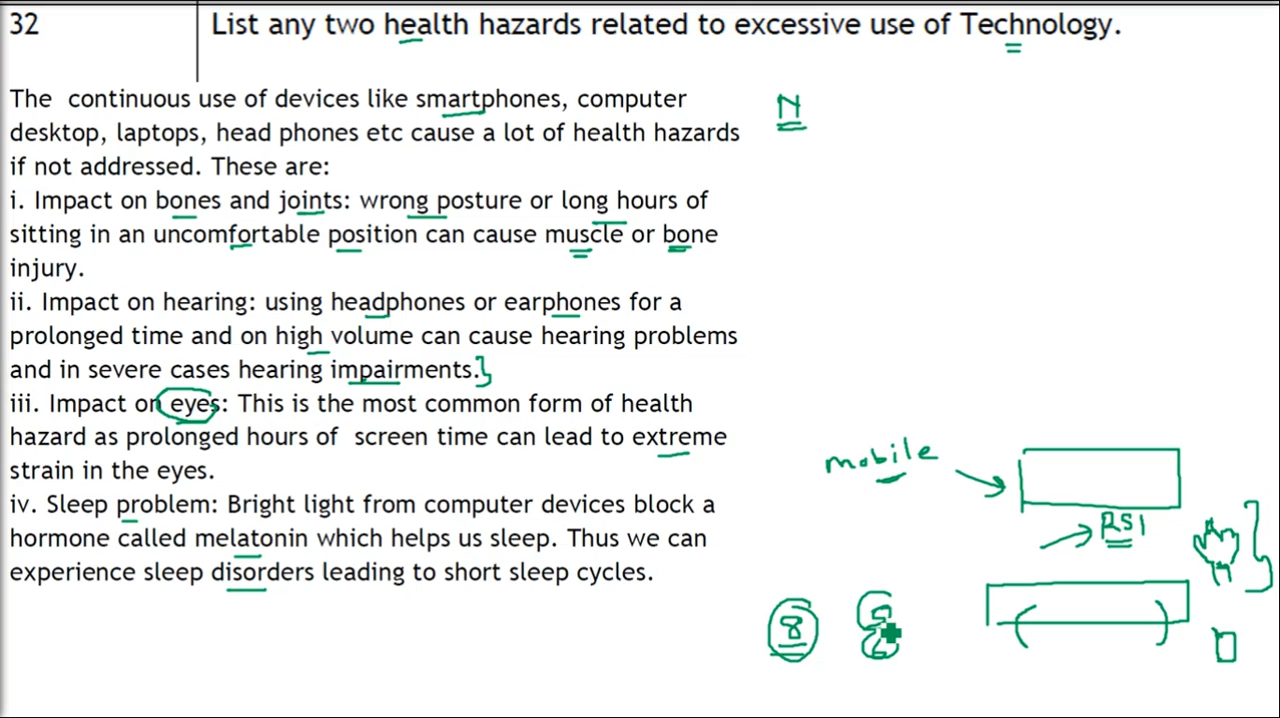 32 List any two health hazards related to excessive use of Technology.
The continuous use of devices like smartphones, computer
desktop, laptops, head phones etc cause a lot of health hazards
if not addressed. These are:
i. Impact on bones and joints: wrong posture or long hours of
sitting in an uncomfortable position can cause muscle or bone
injury.
ii. Impact on hearing: using headphones or earphones for a
prolonged time and on high volume can cause hearing problems
and in severe cases hearing impairments.
iii. Impact on eyes: This is the most common form of health
hazard as prolonged hours of screen time can lead to extreme
strain in the eyes.
iv. Sleep problem: Bright light from computer devices block a
hormone called melatonin which helps us sleep. Thus we can
experience sleep disorders leading to short sleep cycles.
N
mobile
RSI
8